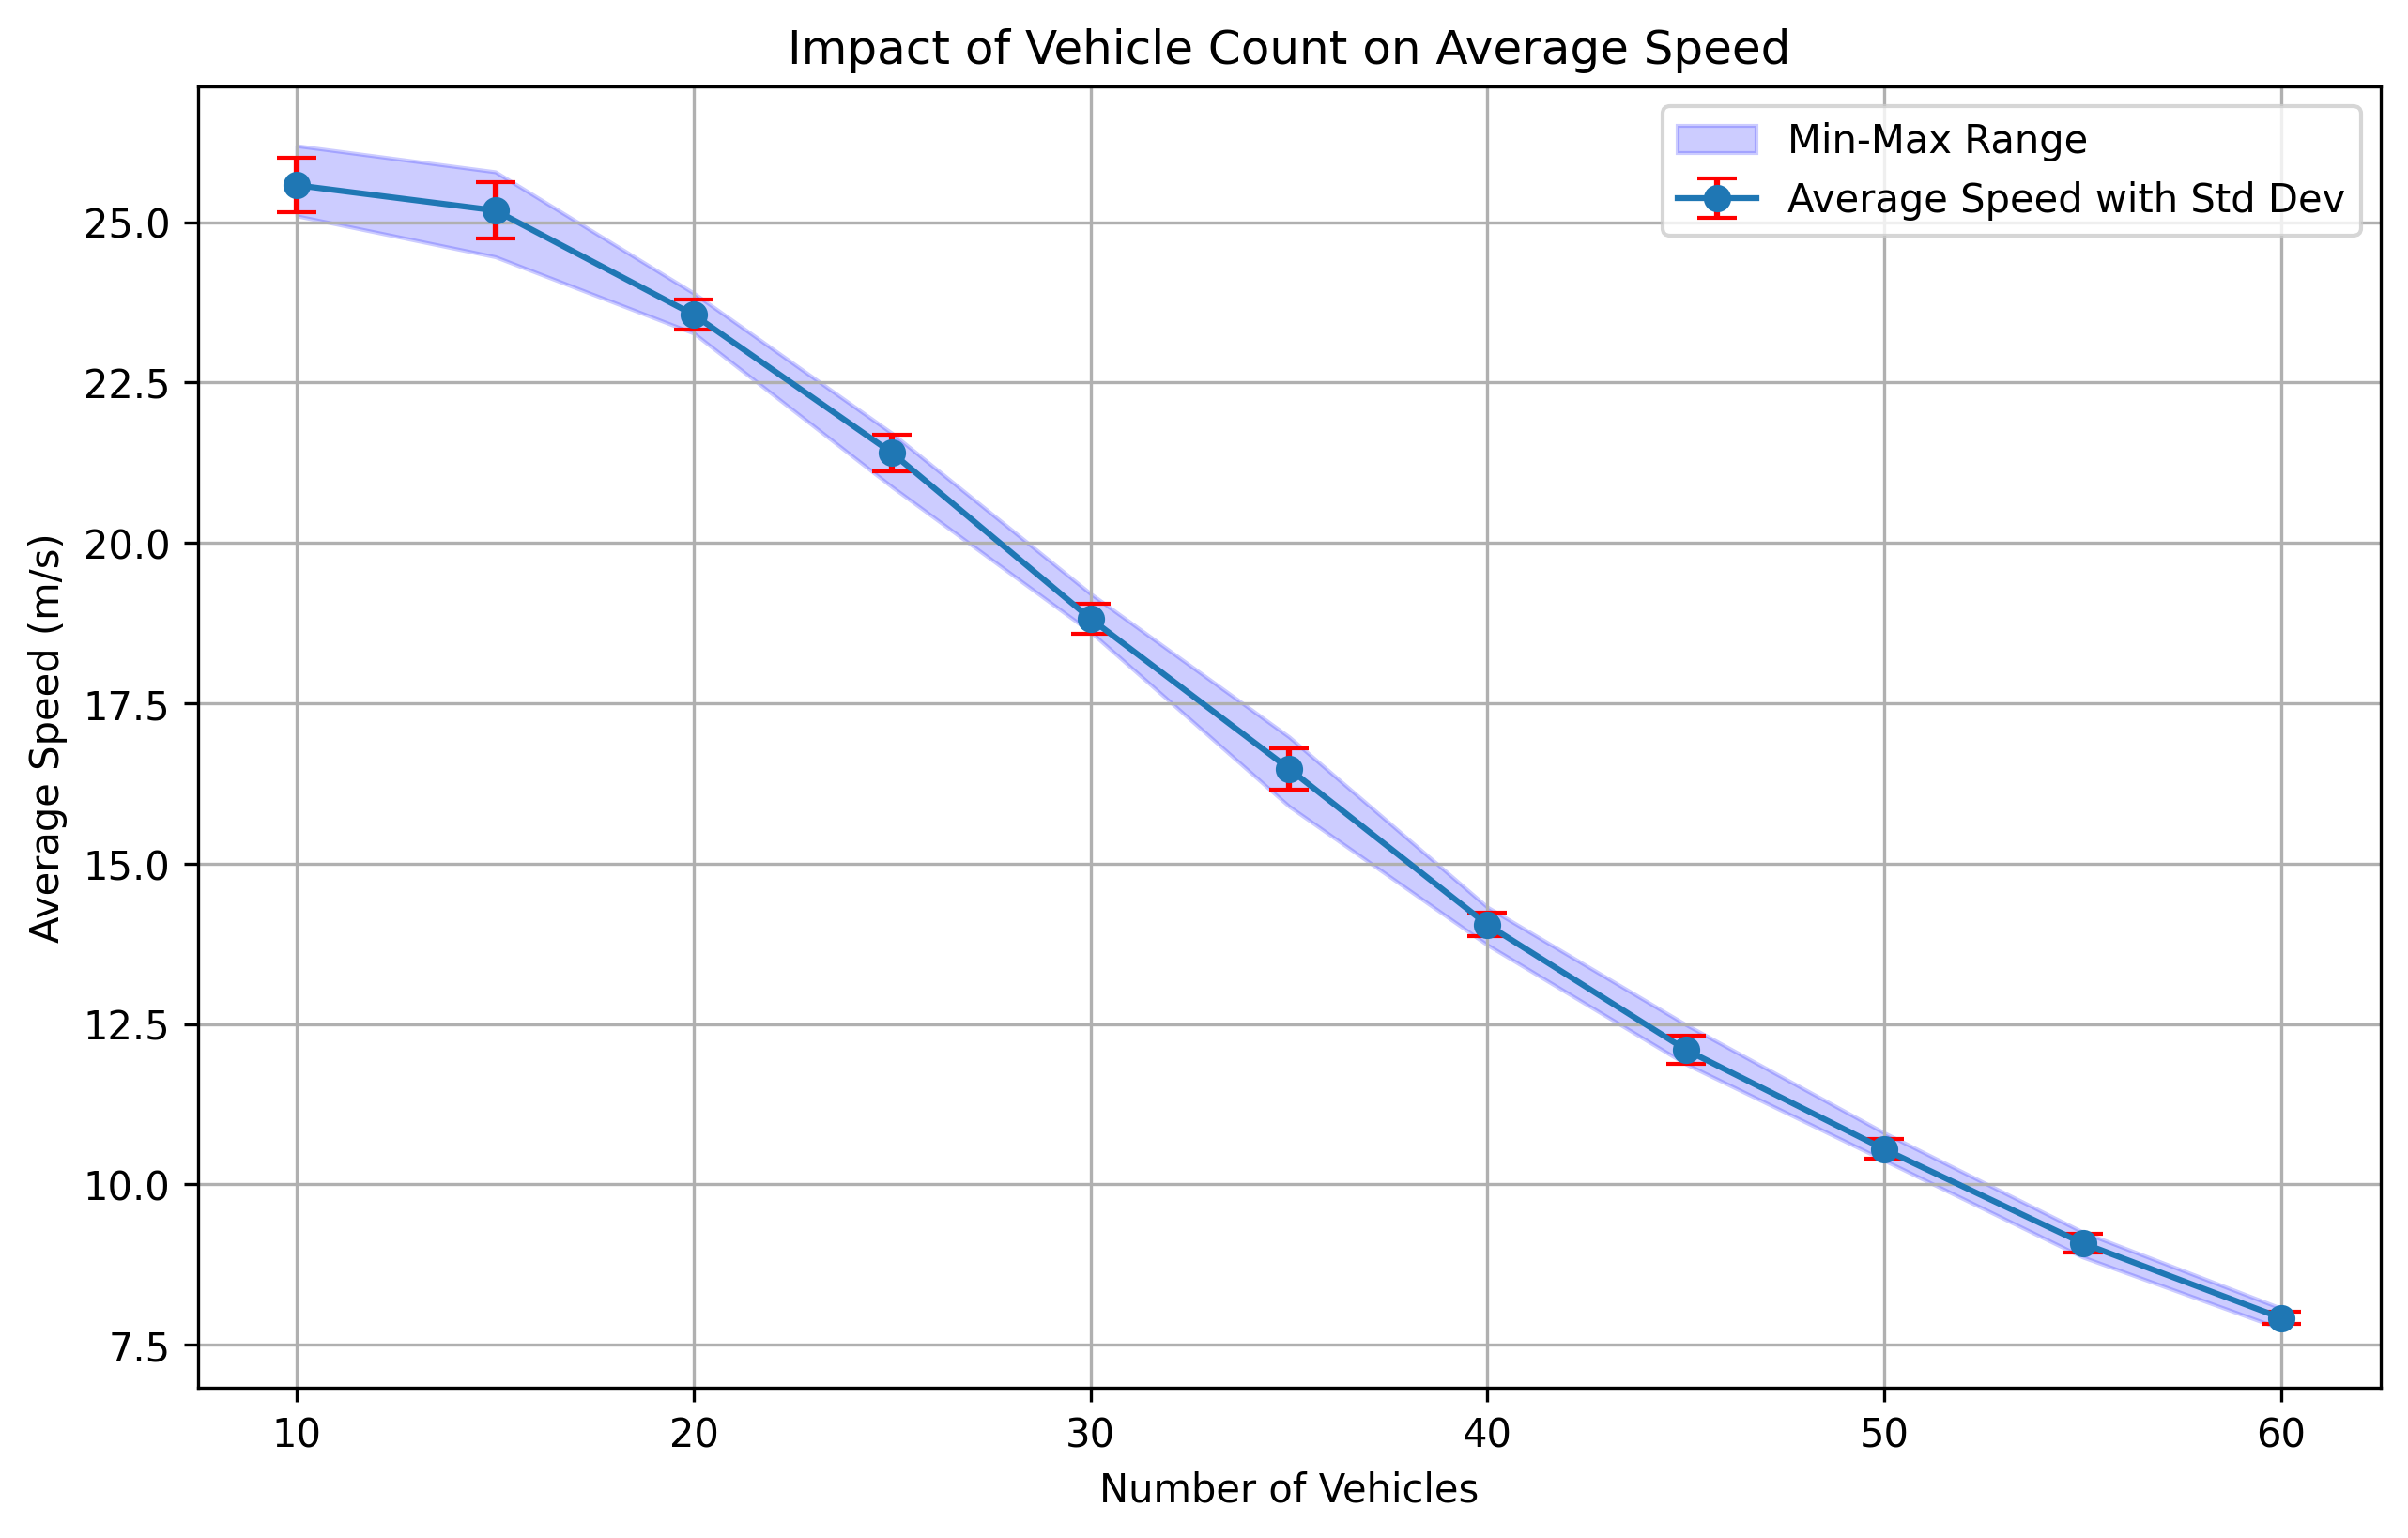 Impact of Vehicle Count on Average Speed
Min-Max Range
Average Speed with Std Dev
Average Speed (m/s)
25.0
22.5
20.0
17.5
15.0
12.5
10.0
7.5
10 20 30 40 50 60
Number of Vehicles